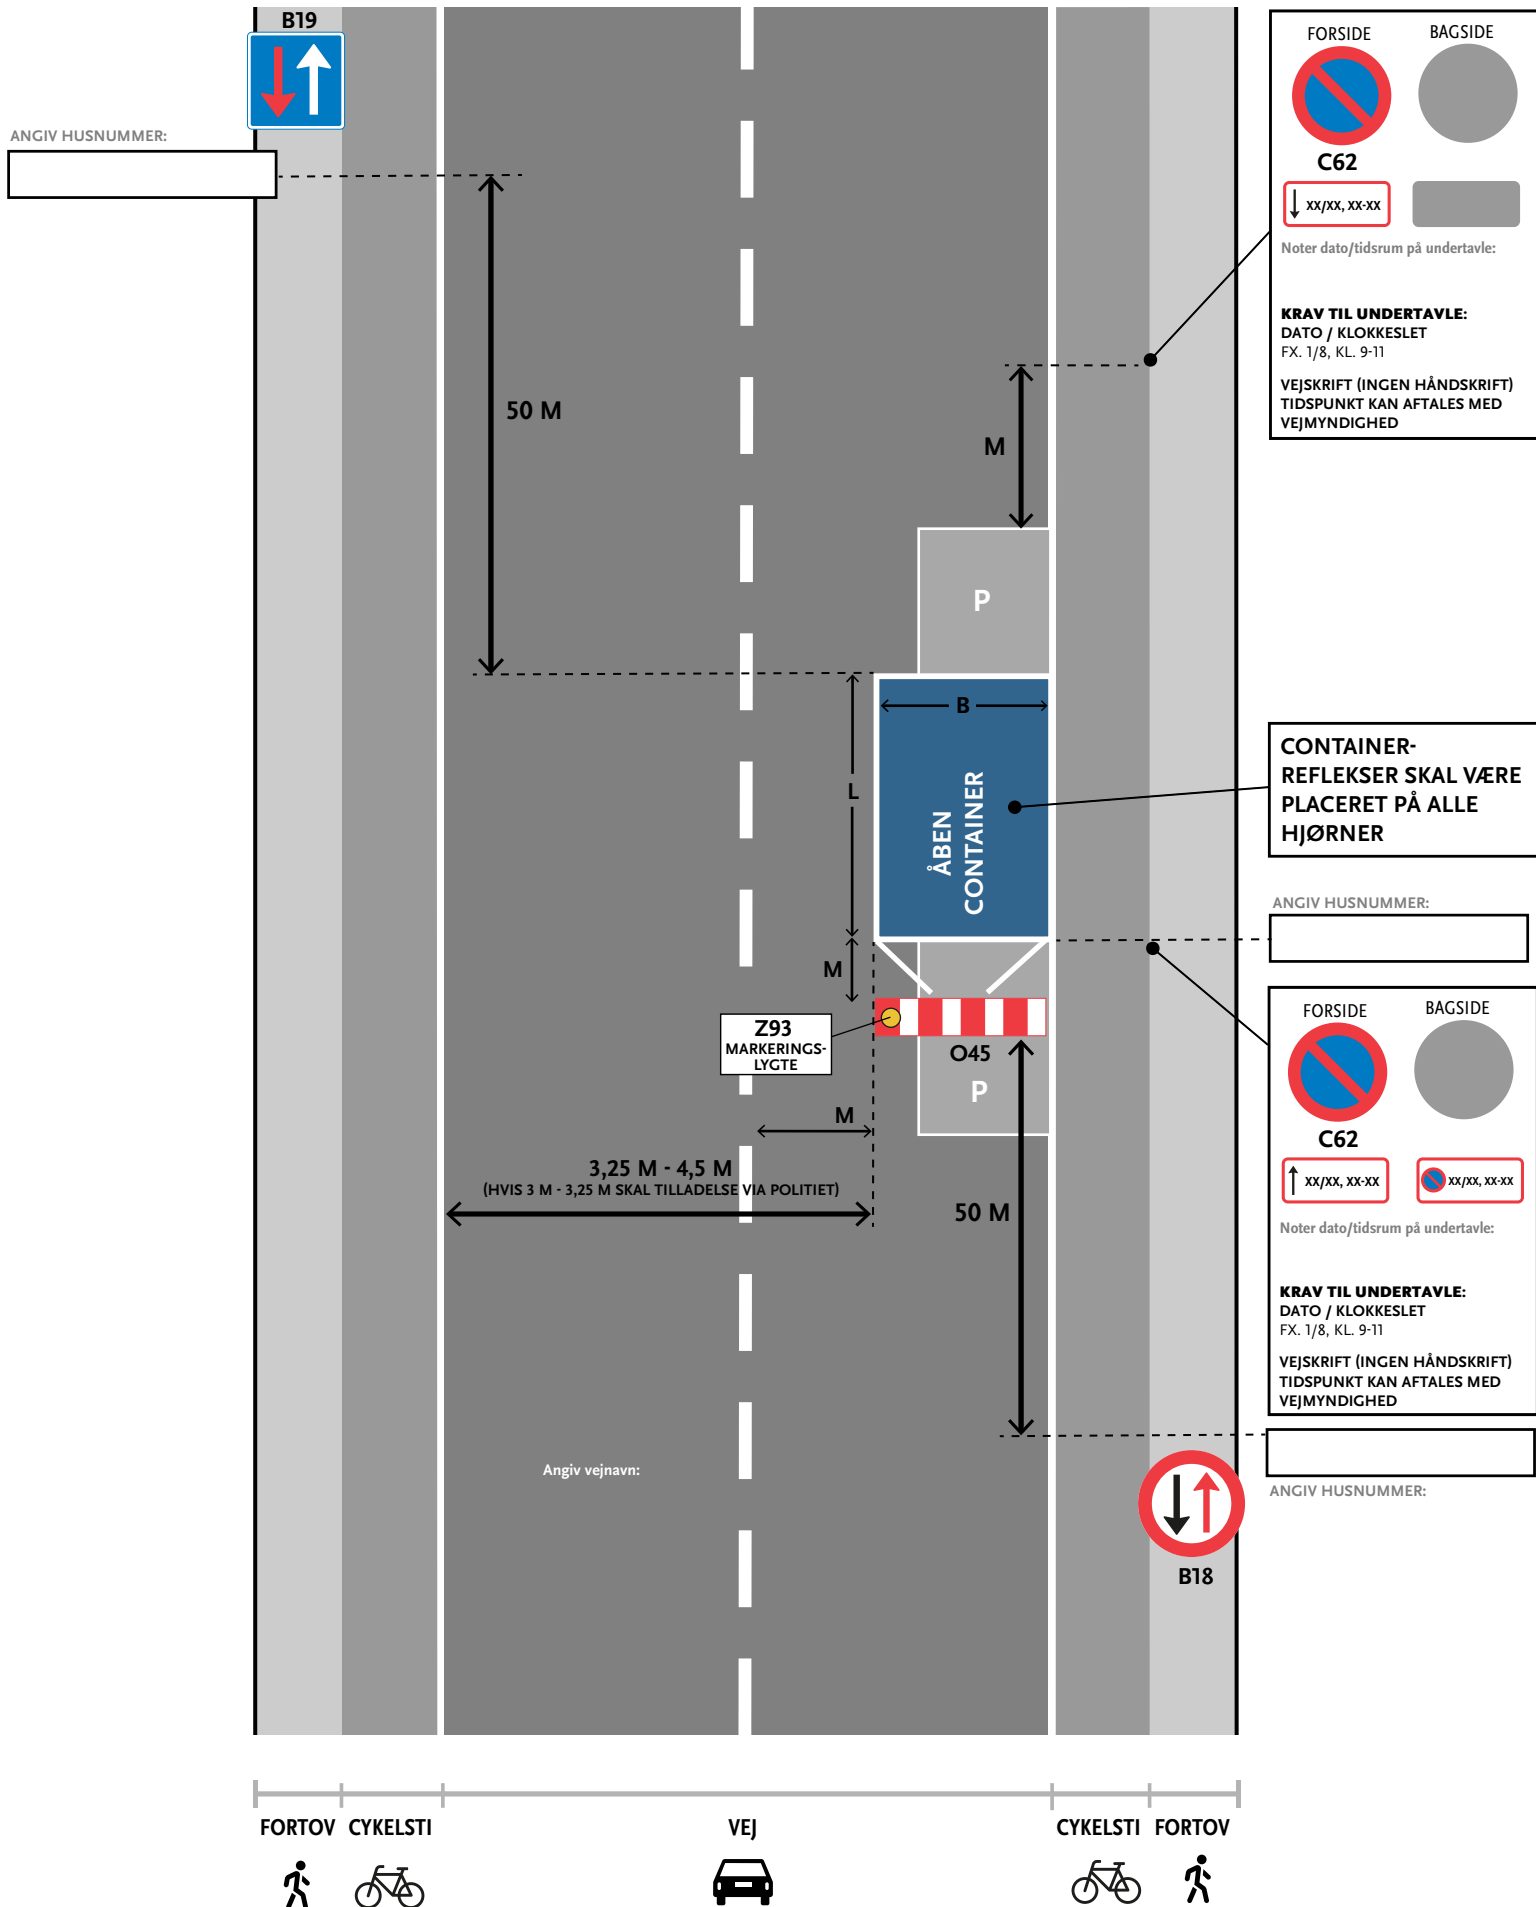 B19
ANGIV HUSNUMMER:
50 M
M
P
B
L
ÅBEN
CONTAINER
M
Z93
MARKERINGS-
LYGTE
O45
P
M
3,25 M - 4,5 M
(HVIS 3 M - 3,25 M SKAL TILLADELSE VIA POLITIET)
50 M
Angiv vejnavn:
B18
FORSIDE
BAGSIDE
C62
xx/xx, xx-xx
Noter dato/tidsrum på undertavle:
KRAV TIL UNDERTAVLE:
DATO / KLOKKESLET
FX. 1/8, KL. 9-11
VEJSKRIFT (INGEN HÅNDSKRIFT)
TIDSPUNKT KAN AFTALES MED
VEJMYNDIGHED
CONTAINER-
REFLEKSER SKAL VÆRE
PLACERET PÅ ALLE
HJØRNER
ANGIV HUSNUMMER:
FORSIDE
BAGSIDE
C62
xx/xx, xx-xx
xx/xx, xx-xx
Noter dato/tidsrum på undertavle:
KRAV TIL UNDERTAVLE:
DATO / KLOKKESLET
FX. 1/8, KL. 9-11
VEJSKRIFT (INGEN HÅNDSKRIFT)
TIDSPUNKT KAN AFTALES MED
VEJMYNDIGHED
ANGIV HUSNUMMER:
FORTOV
CYKELSTI
VEJ
CYKELSTI
FORTOV